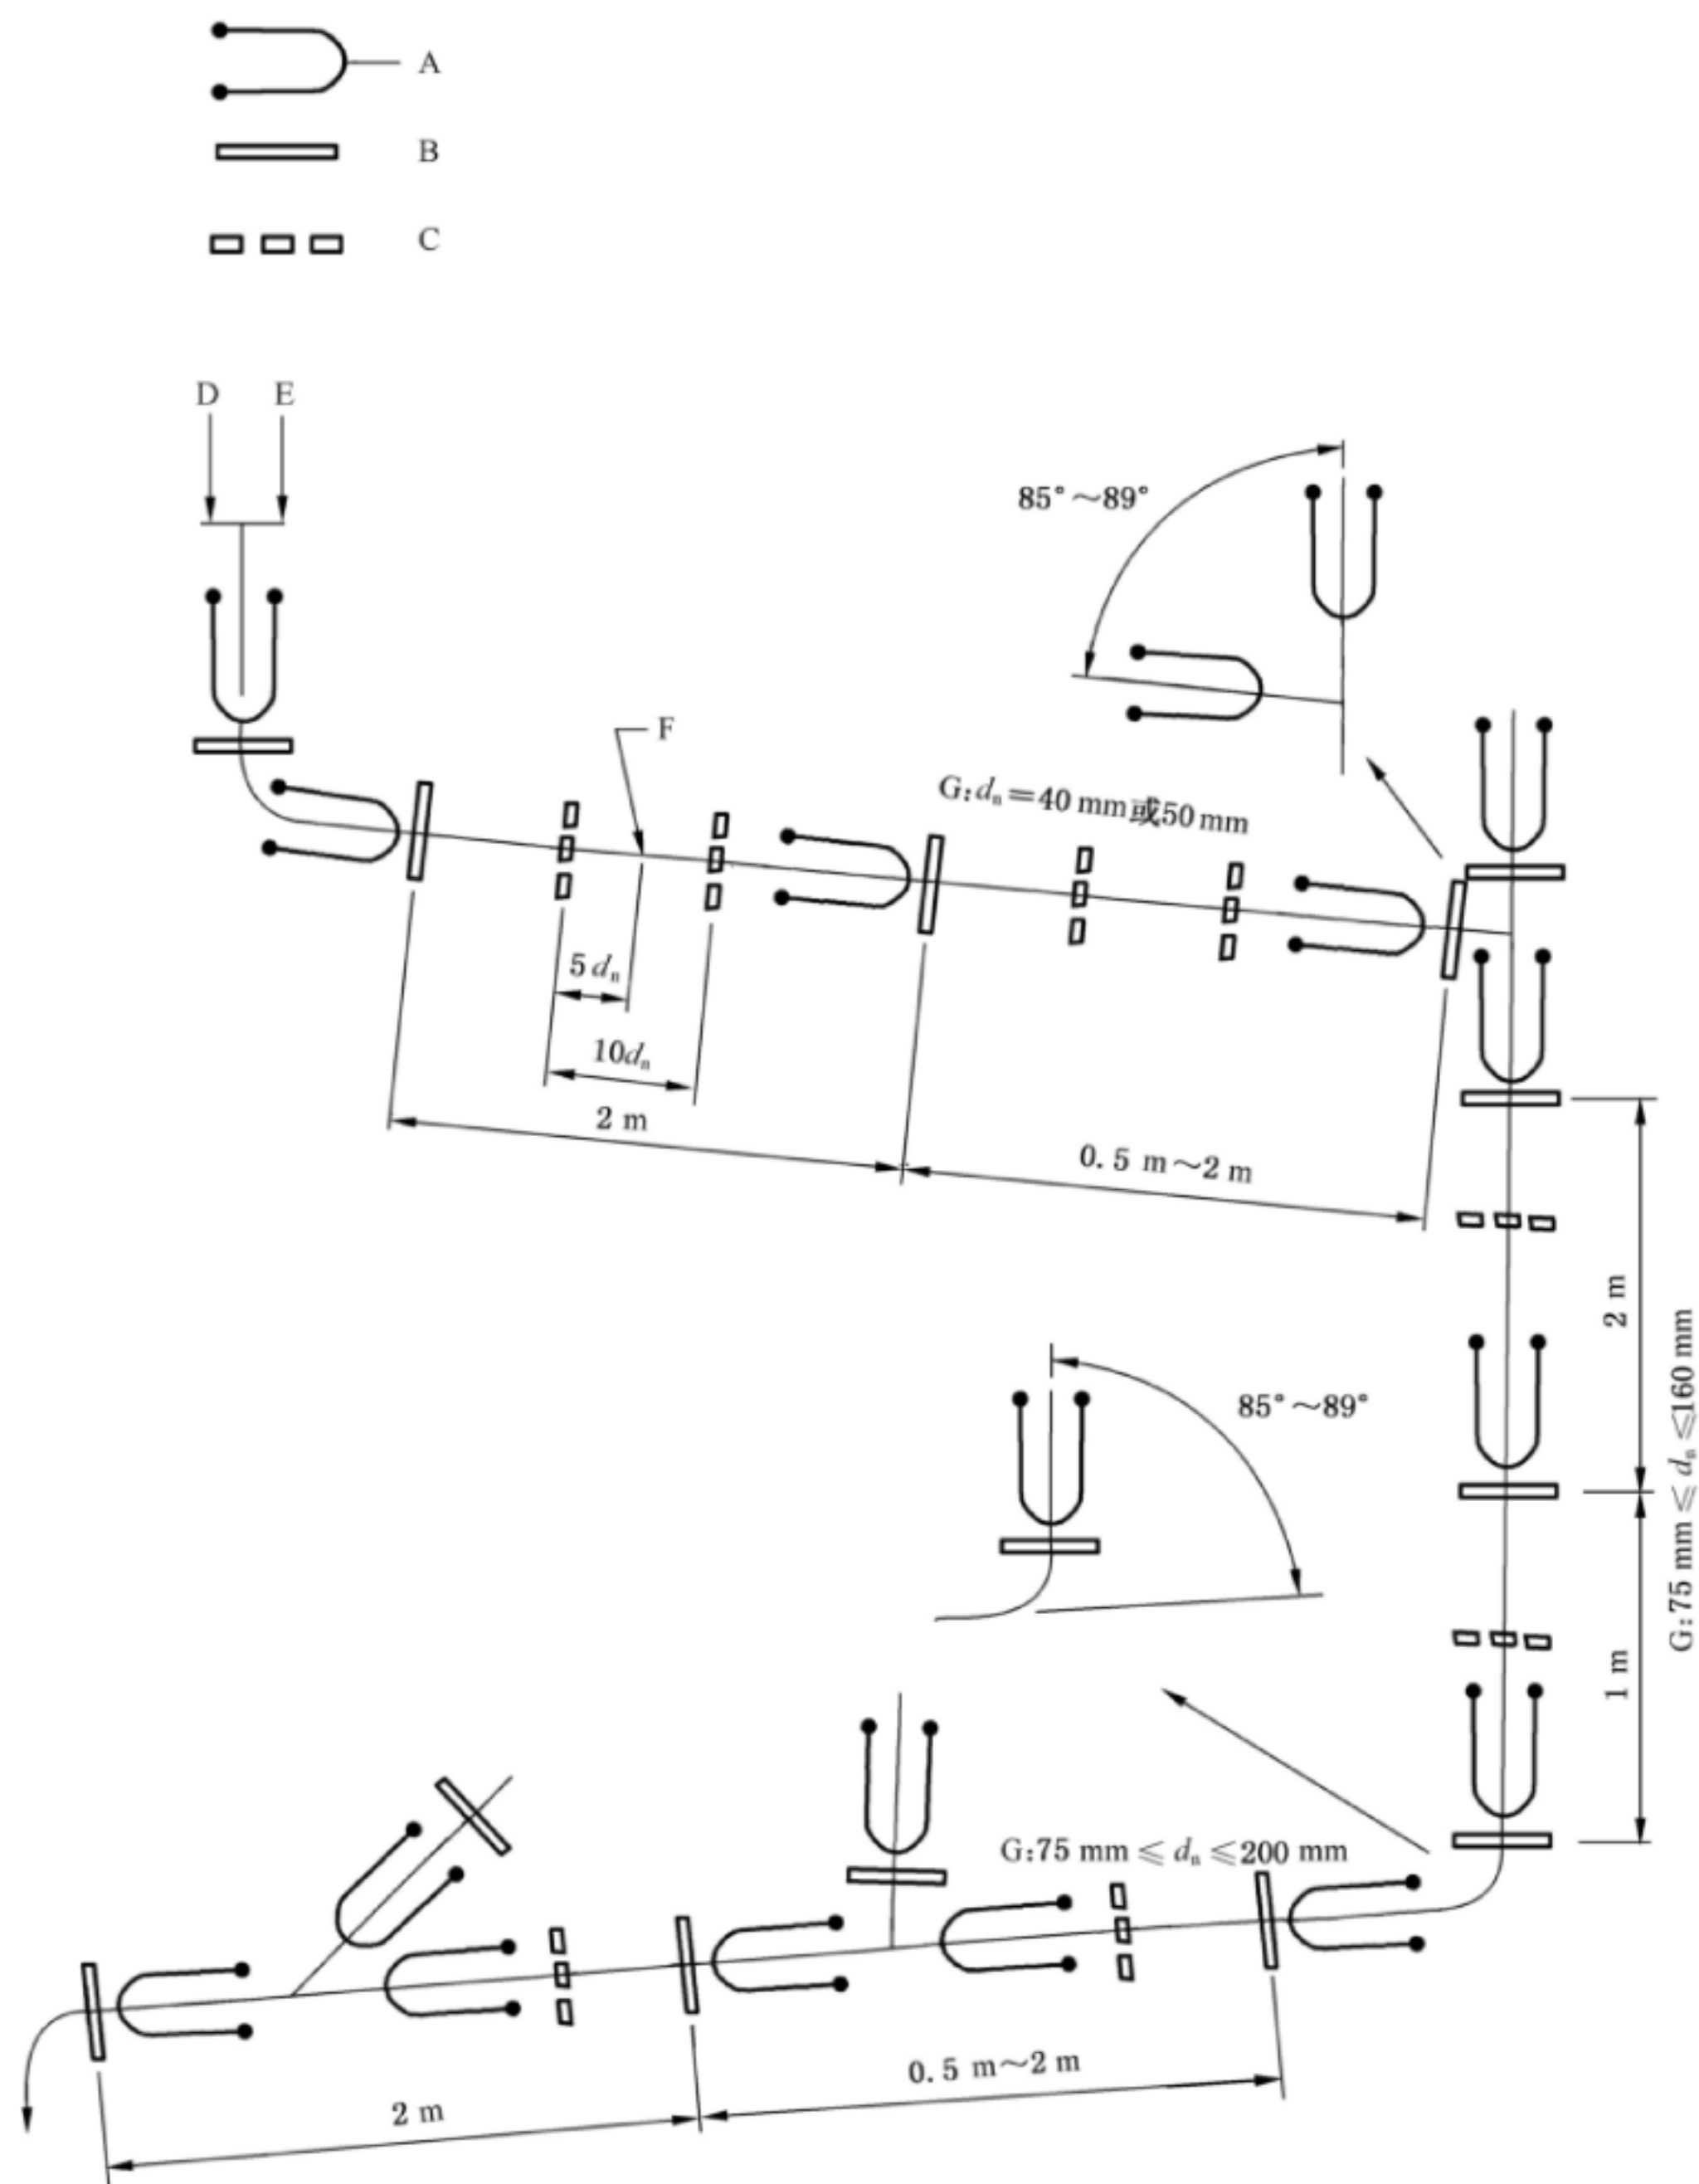 A
B
C
D E
85°～89°
F
G:dₙ=40 mm或50 mm
5 dₙ
10dₙ
2 m
0.5 m～2 m
2 m
G:75 mm ≤ dₙ ≤160 mm
85°～89°
1 m
G:75 mm ≤ dₙ ≤200 mm
0.5 m～2 m
2 m